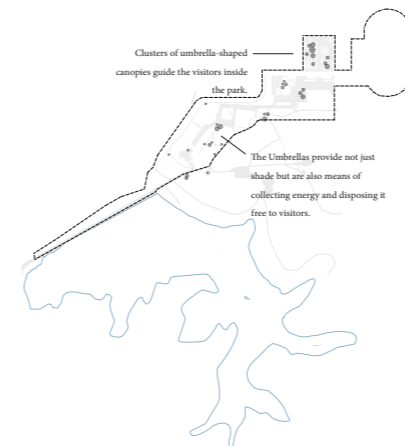 Clusters of umbrella-shaped
canopies guide the visitors inside
the park.
The Umbrellas provide not just
shade but are also means of
collecting energy and disposing it
free to visitors.